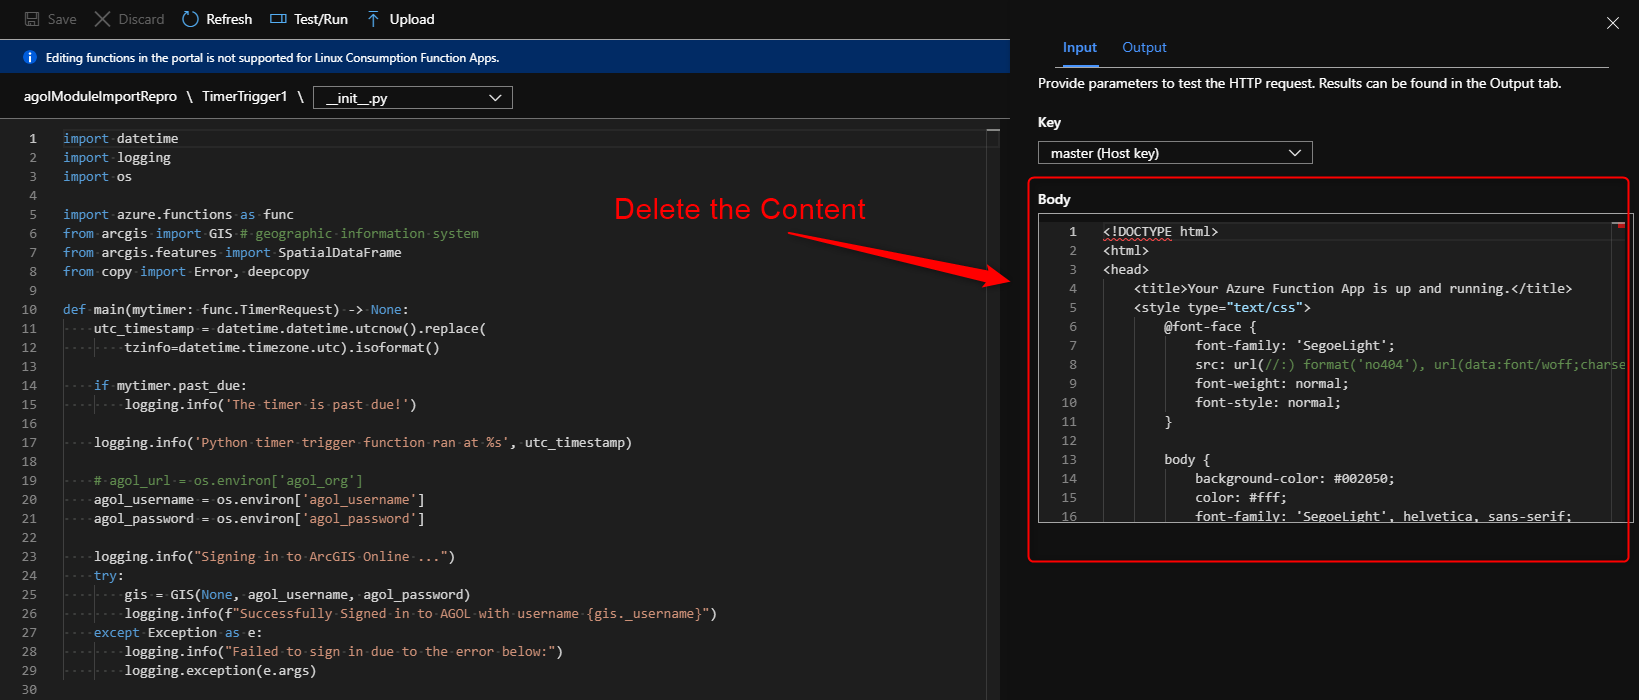 Save Discard Refresh Test/Run Upload
Editing functions in the portal is not supported for Linux Consumption Function Apps.
agolModuleImportRepro \ TimerTrigger1 \ __init__.py
1 import datetime
2 import logging
3 import os
4
5 import azure.functions as func
6 from arcgis import GIS # geographic information system
7 from arcgis.features import SpatialDataFrame
8 from copy import Error, deepcopy
9
10 def main(mytimer: func.TimerRequest) -> None:
11 utc_timestamp = datetime.datetime.utcnow().replace(
12 tzinfo=datetime.timezone.utc).isoformat()
13
14 if mytimer.past_due:
15 logging.info('The timer is past due!')
16
17 logging.info('Python timer trigger function ran at %s', utc_timestamp)
18
19 # agol_url = os.environ['agol_org']
20 agol_username = os.environ['agol_username']
21 agol_password = os.environ['agol_password']
22
23 logging.info("Signing in to ArcGIS Online ...")
24 try:
25 gis = GIS(None, agol_username, agol_password)
26 logging.info(f"Successfully Signed in to AGOL with username {gis._username}")
27 except Exception as e:
28 logging.info("Failed to sign in due to the error below:")
29 logging.exception(e.args)
30
Delete the Content
Input Output
Provide parameters to test the HTTP request. Results can be found in the Output tab.
Key
master (Host key)
Body
1 <!DOCTYPE html>
2 <html>
3 <head>
4 <title>Your Azure Function App is up and running.</title>
5 <style type="text/css">
6 @font-face {
7 font-family: 'SegoeLight';
8 src: url(//:) format('no404'), url(data:font/woff;charse
9 font-weight: normal;
10 font-style: normal;
11 }
12
13 body {
14 background-color: #002050;
15 color: #fff;
16 font-family: 'SegoeLight', helvetica, sans-serif;